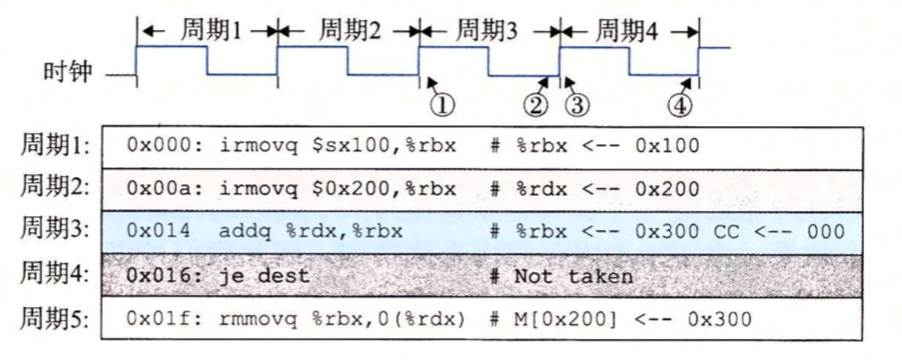 周期1 周期2 周期3 周期4
时钟
① ② ③ ④
周期1: 0x000: irmovq $sx100,%rbx # %rbx <-- 0x100
周期2: 0x00a: irmovq $0x200,%rbx # %rdx <-- 0x200
周期3: 0x014 addq %rdx,%rbx # %rbx <-- 0x300 CC <-- 000
周期4: 0x016: je dest # Not taken
周期5: 0x01f: rmmovq %rbx,0(%rdx) # M[0x200] <-- 0x300